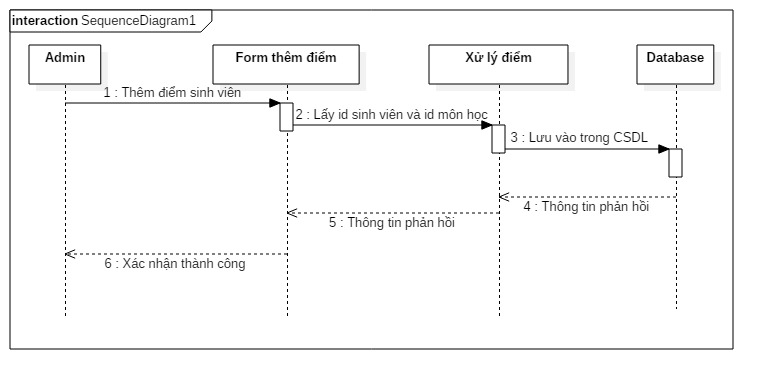 interaction SequenceDiagram1
Admin
Form thêm điểm
Xử lý điểm
Database
1 : Thêm điểm sinh viên
2 : Lấy id sinh viên và id môn học
3 : Lưu vào trong CSDL
4 : Thông tin phản hồi
5 : Thông tin phản hồi
6 : Xác nhận thành công